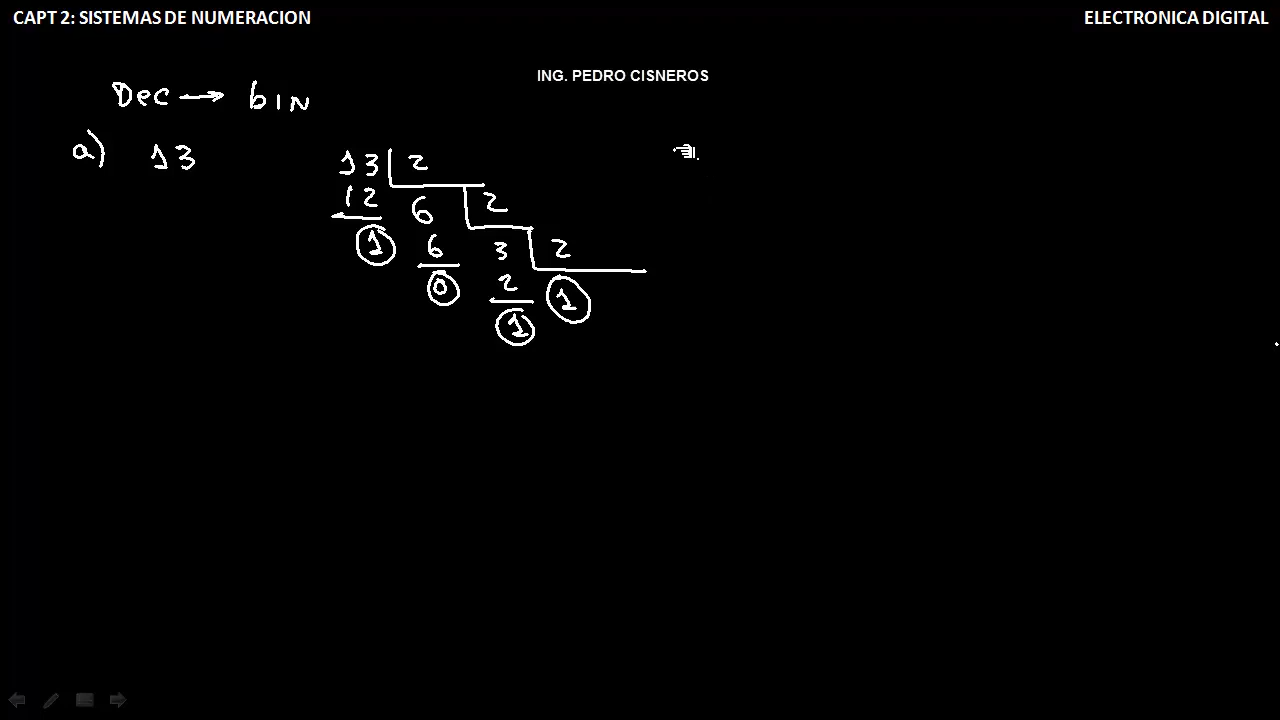 CAPT 2: SISTEMAS DE NUMERACION
ELECTRONICA DIGITAL
ING. PEDRO CISNEROS
Dec → bin
a) 13
13 2
12 6 2
1 6 3 2
0 2 1
1